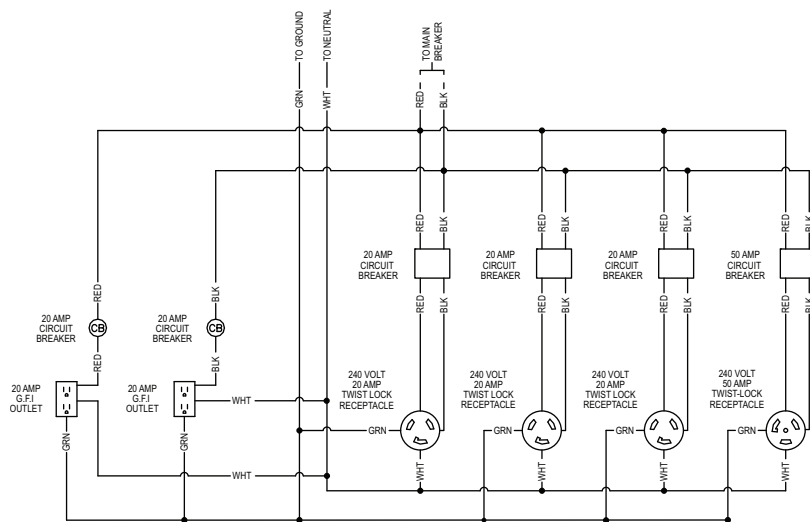 TO GROUND
TO NEUTRAL
TO MAIN
BREAKER
GRN
WHT
RED
BLK
RED
BLK
RED
BLK
RED
BLK
RED
BLK
20 AMP
CIRCUIT
BREAKER
20 AMP
CIRCUIT
BREAKER
20 AMP
CIRCUIT
BREAKER
50 AMP
CIRCUIT
BREAKER
RED
BLK
RED
BLK
RED
BLK
RED
BLK
RED
BLK
20 AMP
CIRCUIT
BREAKER
CB
20 AMP
CIRCUIT
BREAKER
CB
RED
BLK
20 AMP
G.F.I
OUTLET
20 AMP
G.F.I
OUTLET
240 VOLT
20 AMP
TWIST LOCK
RECEPTACLE
240 VOLT
20 AMP
TWIST LOCK
RECEPTACLE
240 VOLT
20 AMP
TWIST LOCK
RECEPTACLE
240 VOLT
50 AMP
TWIST-LOCK
RECEPTACLE
WHT
GRN
GRN
GRN
GRN
GRN
GRN
WHT
WHT
WHT
WHT
WHT